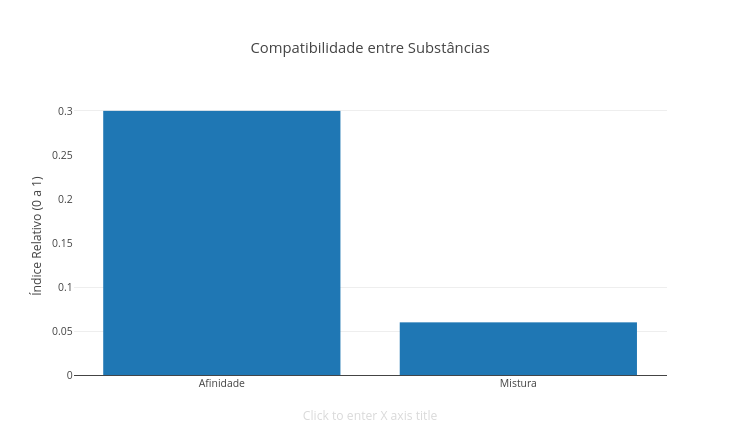 Compatibilidade entre Substâncias
Índice Relativo (0 a 1)
0.3
0.25
0.2
0.15
0.1
0.05
0
Afinidade
Mistura
Click to enter X axis title